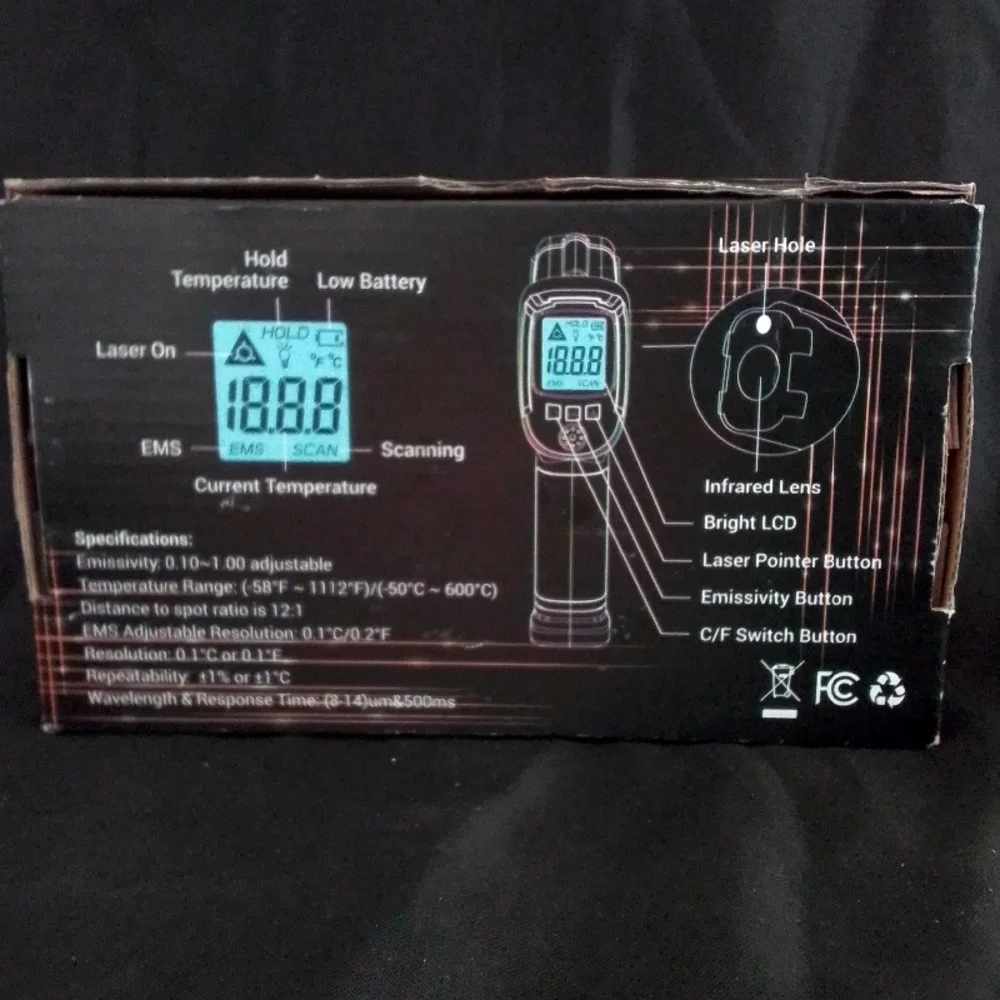 Hold
Temperature
Low Battery
Laser On
HOLD
°F °C
18.8.8
EMS
EMS
SCAN
Scanning
Current Temperature
Specifications:
Emissivity: 0.10~1.00 adjustable
Temperature Range: (-58°F ~ 1112°F)/(-50°C ~ 600°C)
Distance to spot ratio is 12:1
EMS Adjustable Resolution: 0.1°C/0.2°F
Resolution: 0.1°C or 0.1°F
Repeatability: ±1% or ±1°C
Wavelength & Response Time: (8-14)um&500ms
HOLD
°F °C
18.8.8
EMS SCAN
Laser Hole
Infrared Lens
Bright LCD
Laser Pointer Button
Emissivity Button
C/F Switch Button
FC